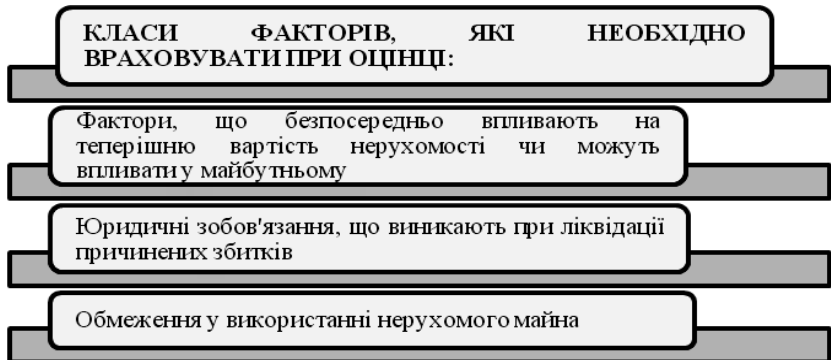 КЛАСИ ФАКТОРІВ, ЯКІ НЕОБХІДНО
ВРАХОВУВАТИ ПРИ ОЦІНЦІ:
Фактори, що безпосередньо впливають на
теперішню вартість нерухомості чи можуть
впливати у майбутньому
Юридичні зобов'язання, що виникають при ліквідації
причинених збитків
Обмеження у використанні нерухомого майна